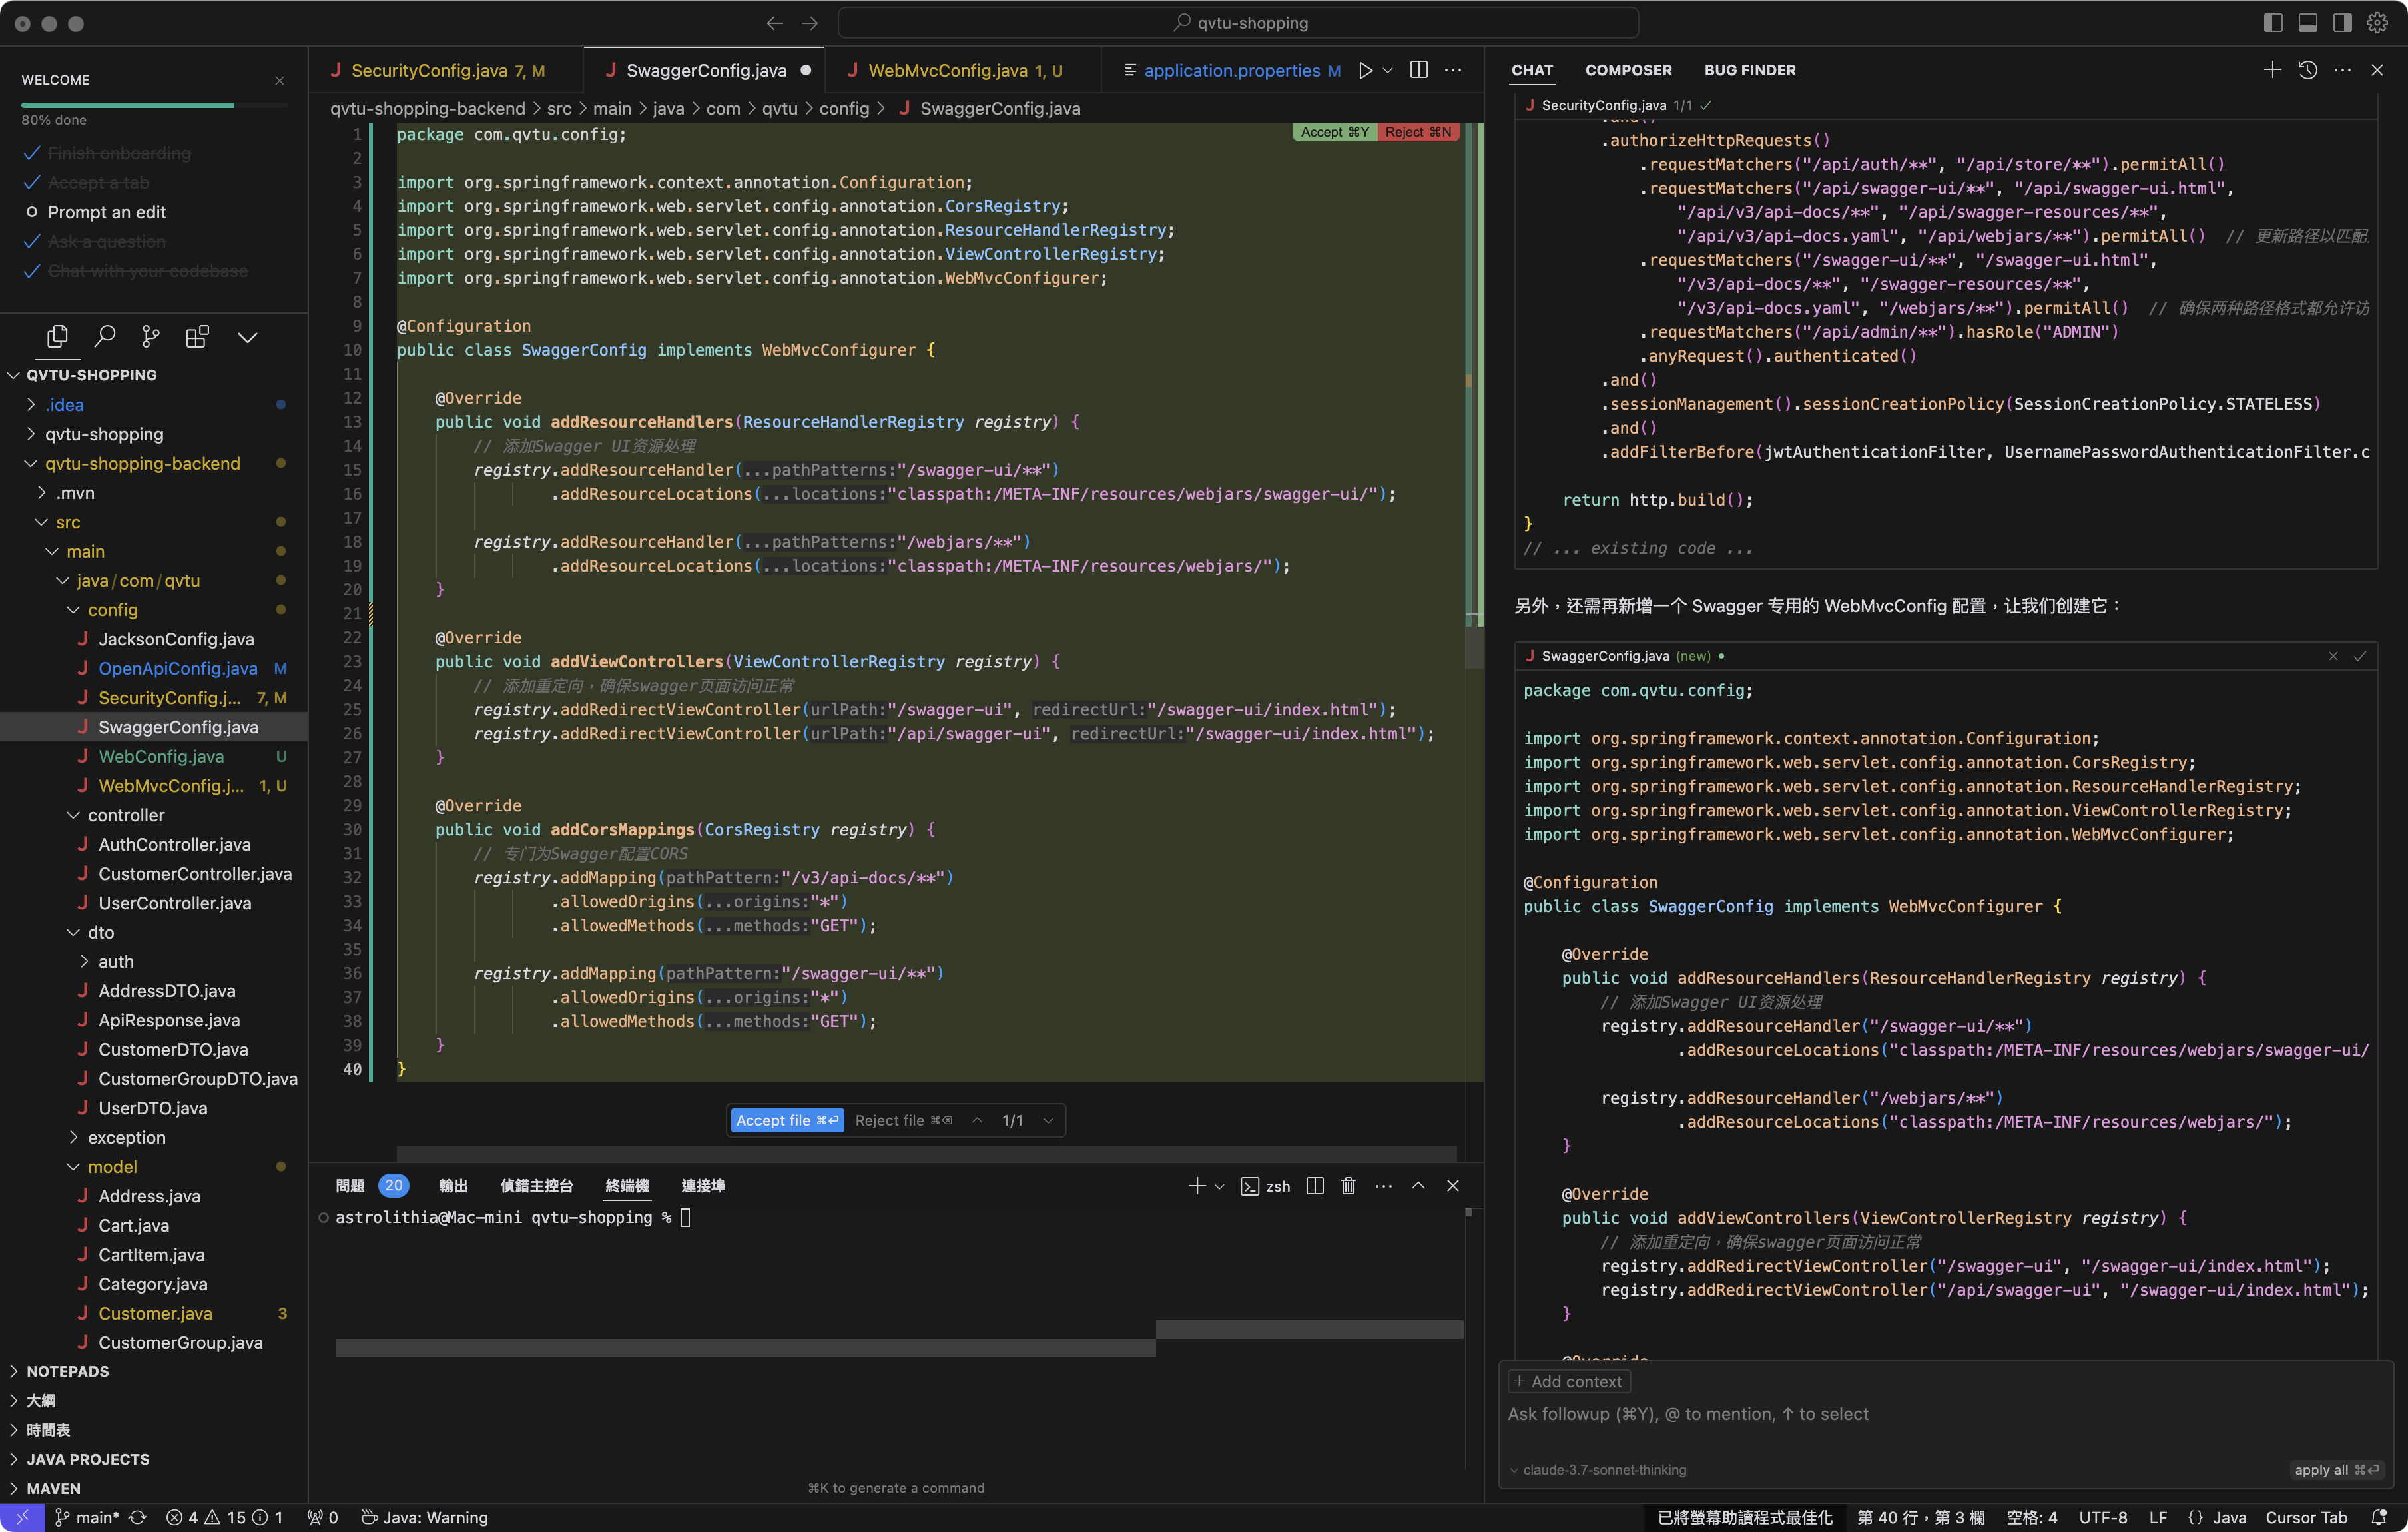 qvtu-shopping
WELCOME
80% done
Finish onboarding
Accept a tab
Prompt an edit
Ask a question
Chat with your codebase
QVTU-SHOPPING
.idea
qvtu-shopping
qvtu-shopping-backend
.mvn
src
main
java/com/qvtu
config
JacksonConfig.java
OpenApiConfig.java M
SecurityConfig.j... 7, M
SwaggerConfig.java
WebConfig.java U
WebMvcConfig.j... 1, U
controller
AuthController.java
CustomerController.java
UserController.java
dto
auth
AddressDTO.java
ApiResponse.java
CustomerDTO.java
CustomerGroupDTO.java
UserDTO.java
exception
model
Address.java
Cart.java
CartItem.java
Category.java
Customer.java 3
CustomerGroup.java
NOTEPADS
大綱
時間表
JAVA PROJECTS
MAVEN
SecurityConfig.java 7, M
SwaggerConfig.java
WebMvcConfig.java 1, U
application.properties M
qvtu-shopping-backend > src > main > java > com > qvtu > config > SwaggerConfig.java
Accept ⌘Y Reject ⌘N
1 package com.qvtu.config;
2
3 import org.springframework.context.annotation.Configuration;
4 import org.springframework.web.servlet.config.annotation.CorsRegistry;
5 import org.springframework.web.servlet.config.annotation.ResourceHandlerRegistry;
6 import org.springframework.web.servlet.config.annotation.ViewControllerRegistry;
7 import org.springframework.web.servlet.config.annotation.WebMvcConfigurer;
8
9 @Configuration
10 public class SwaggerConfig implements WebMvcConfigurer {
11
12 @Override
13 public void addResourceHandlers(ResourceHandlerRegistry registry) {
14 // 添加Swagger UI资源处理
15 registry.addResourceHandler(...pathPatterns:"/swagger-ui/**")
16 .addResourceLocations(...locations:"classpath:/META-INF/resources/webjars/swagger-ui/");
17
18 registry.addResourceHandler(...pathPatterns:"/webjars/**")
19 .addResourceLocations(...locations:"classpath:/META-INF/resources/webjars/");
20 }
21
22 @Override
23 public void addViewControllers(ViewControllerRegistry registry) {
24 // 添加重定向，确保swagger页面访问正常
25 registry.addRedirectViewController(urlPath:"/swagger-ui", redirectUrl:"/swagger-ui/index.html");
26 registry.addRedirectViewController(urlPath:"/api/swagger-ui", redirectUrl:"/swagger-ui/index.html");
27 }
28
29 @Override
30 public void addCorsMappings(CorsRegistry registry) {
31 // 专门为Swagger配置CORS
32 registry.addMapping(pathPattern:"/v3/api-docs/**")
33 .allowedOrigins(...origins:"*")
34 .allowedMethods(...methods:"GET");
35
36 registry.addMapping(pathPattern:"/swagger-ui/**")
37 .allowedOrigins(...origins:"*")
38 .allowedMethods(...methods:"GET");
39 }
40 }
Accept file ⌘⏎ Reject file ⌘⌫ 1/1
問題 20 輸出 偵錯主控台 終端機 連接埠
zsh
astrolithia@Mac-mini qvtu-shopping %
⌘K to generate a command
CHAT COMPOSER BUG FINDER
SecurityConfig.java 1/1
.and()
.authorizeHttpRequests()
.requestMatchers("/api/auth/**", "/api/store/**").permitAll()
.requestMatchers("/api/swagger-ui/**", "/api/swagger-ui.html",
"/api/v3/api-docs/**", "/api/swagger-resources/**",
"/api/v3/api-docs.yaml", "/api/webjars/**").permitAll() // 更新路径以匹配
.requestMatchers("/swagger-ui/**", "/swagger-ui.html",
"/v3/api-docs/**", "/swagger-resources/**",
"/v3/api-docs.yaml", "/webjars/**").permitAll() // 确保两种路径格式都允许访
.requestMatchers("/api/admin/**").hasRole("ADMIN")
.anyRequest().authenticated()
.and()
.sessionManagement().sessionCreationPolicy(SessionCreationPolicy.STATELESS)
.and()
.addFilterBefore(jwtAuthenticationFilter, UsernamePasswordAuthenticationFilter.c
return http.build();
}
// ... existing code ...
另外，还需再新增一个 Swagger 专用的 WebMvcConfig 配置，让我们创建它：
SwaggerConfig.java (new)
package com.qvtu.config;
import org.springframework.context.annotation.Configuration;
import org.springframework.web.servlet.config.annotation.CorsRegistry;
import org.springframework.web.servlet.config.annotation.ResourceHandlerRegistry;
import org.springframework.web.servlet.config.annotation.ViewControllerRegistry;
import org.springframework.web.servlet.config.annotation.WebMvcConfigurer;
@Configuration
public class SwaggerConfig implements WebMvcConfigurer {
@Override
public void addResourceHandlers(ResourceHandlerRegistry registry) {
// 添加Swagger UI资源处理
registry.addResourceHandler("/swagger-ui/**")
.addResourceLocations("classpath:/META-INF/resources/webjars/swagger-ui/
registry.addResourceHandler("/webjars/**")
.addResourceLocations("classpath:/META-INF/resources/webjars/");
}
@Override
public void addViewControllers(ViewControllerRegistry registry) {
// 添加重定向，确保swagger页面访问正常
registry.addRedirectViewController("/swagger-ui", "/swagger-ui/index.html");
registry.addRedirectViewController("/api/swagger-ui", "/swagger-ui/index.html");
}
@Override
+ Add context
Ask followup (⌘Y), @ to mention, ↑ to select
claude-3.7-sonnet-thinking
apply all ⌘⏎
main* 4 15 1 0 Java: Warning
已將螢幕助讀程式最佳化 第 40 行，第 3 欄 空格: 4 UTF-8 LF {} Java Cursor Tab